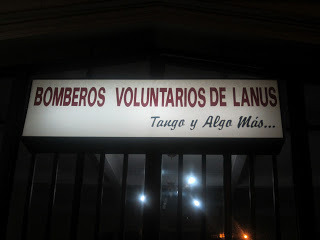 BOMBEROS VOLUNTARIOS DE LANUS
Tango y Algo Más...